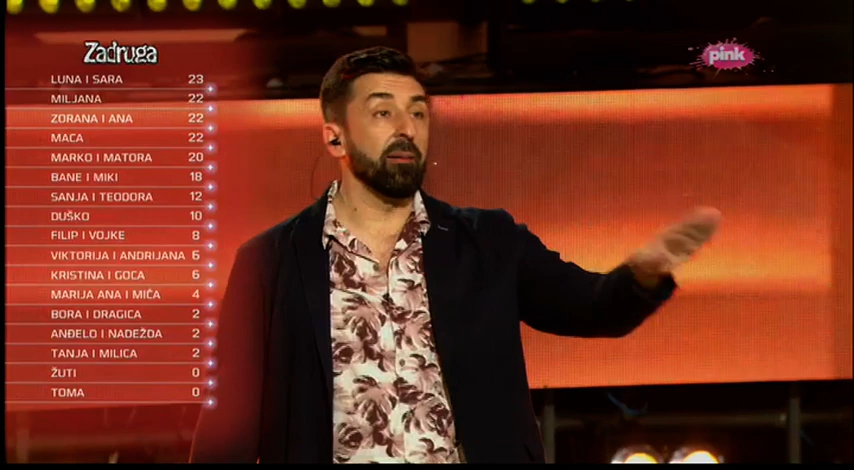 Zadruga
pink
LUNA I SARA 23
MILJANA 22
ZORANA I ANA 22
MACA 22
MARKO I MATORA 20
BANE I MIKI 18
SANJA I TEODORA 12
DUŠKO 10
FILIP I VOJKE 8
VIKTORIJA I ANDRIJANA 6
KRISTINA I GOCA 6
MARIJA ANA I MIĆA 4
BORA I DRAGICA 2
ANĐELO I NADEŽDA 2
TANJA I MILICA 2
ŽUTI 0
TOMA 0